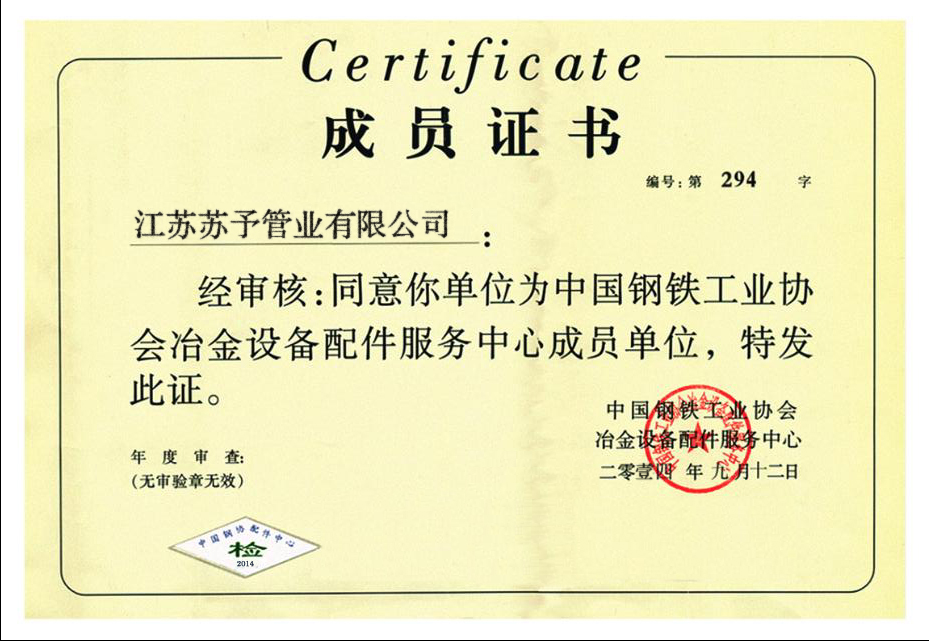 Certificate
成员证书
编号：第 294 字
江苏苏予管业有限公司：
经审核：同意你单位为中国钢铁工业协
会冶金设备配件服务中心成员单位，特发
此证。
中国钢铁工业协会
冶金设备配件服务中心
二零壹四 年 九 月十二日
年 度 审 查：
（无审验章无效）
中国钢协配件中心
检
2014